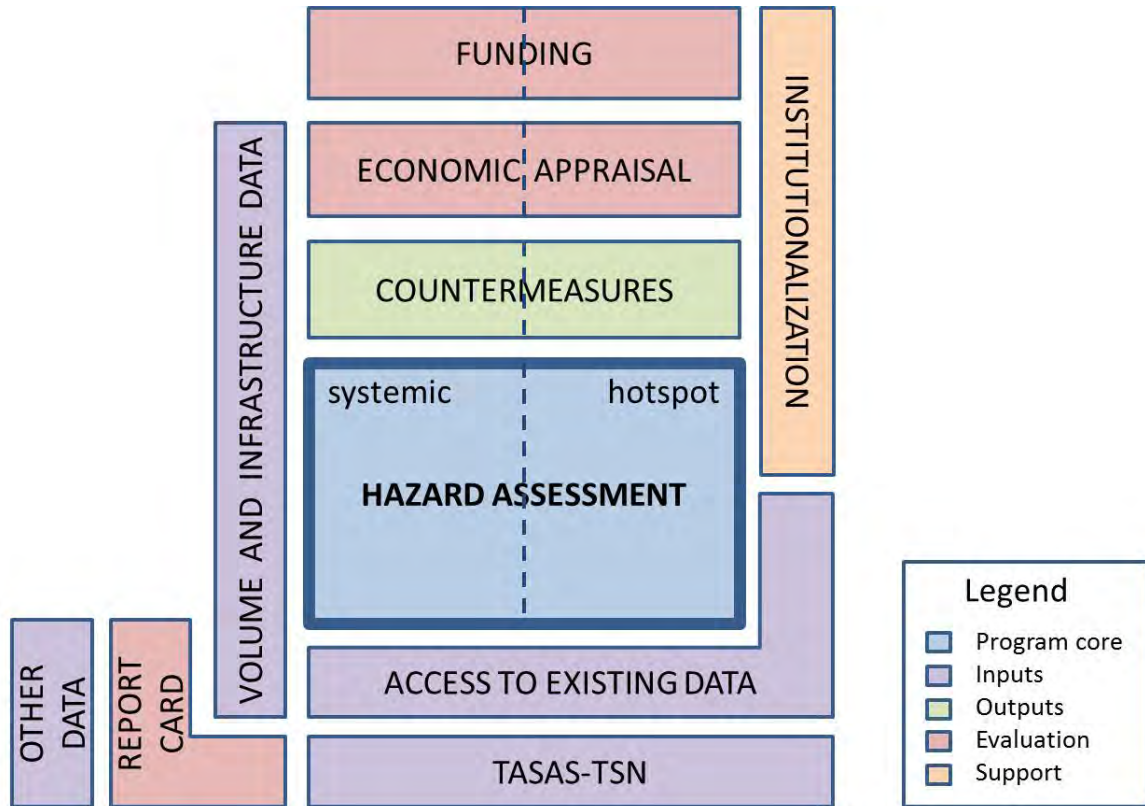 FUNDING
ECONOMIC APPRAISAL
COUNTERMEASURES
systemic
hotspot
HAZARD ASSESSMENT
ACCESS TO EXISTING DATA
TASAS-TSN
VOLUME AND INFRASTRUCTURE DATA
INSTITUTIONALIZATION
OTHER
DATA
REPORT
CARD
Legend
Program core
Inputs
Outputs
Evaluation
Support